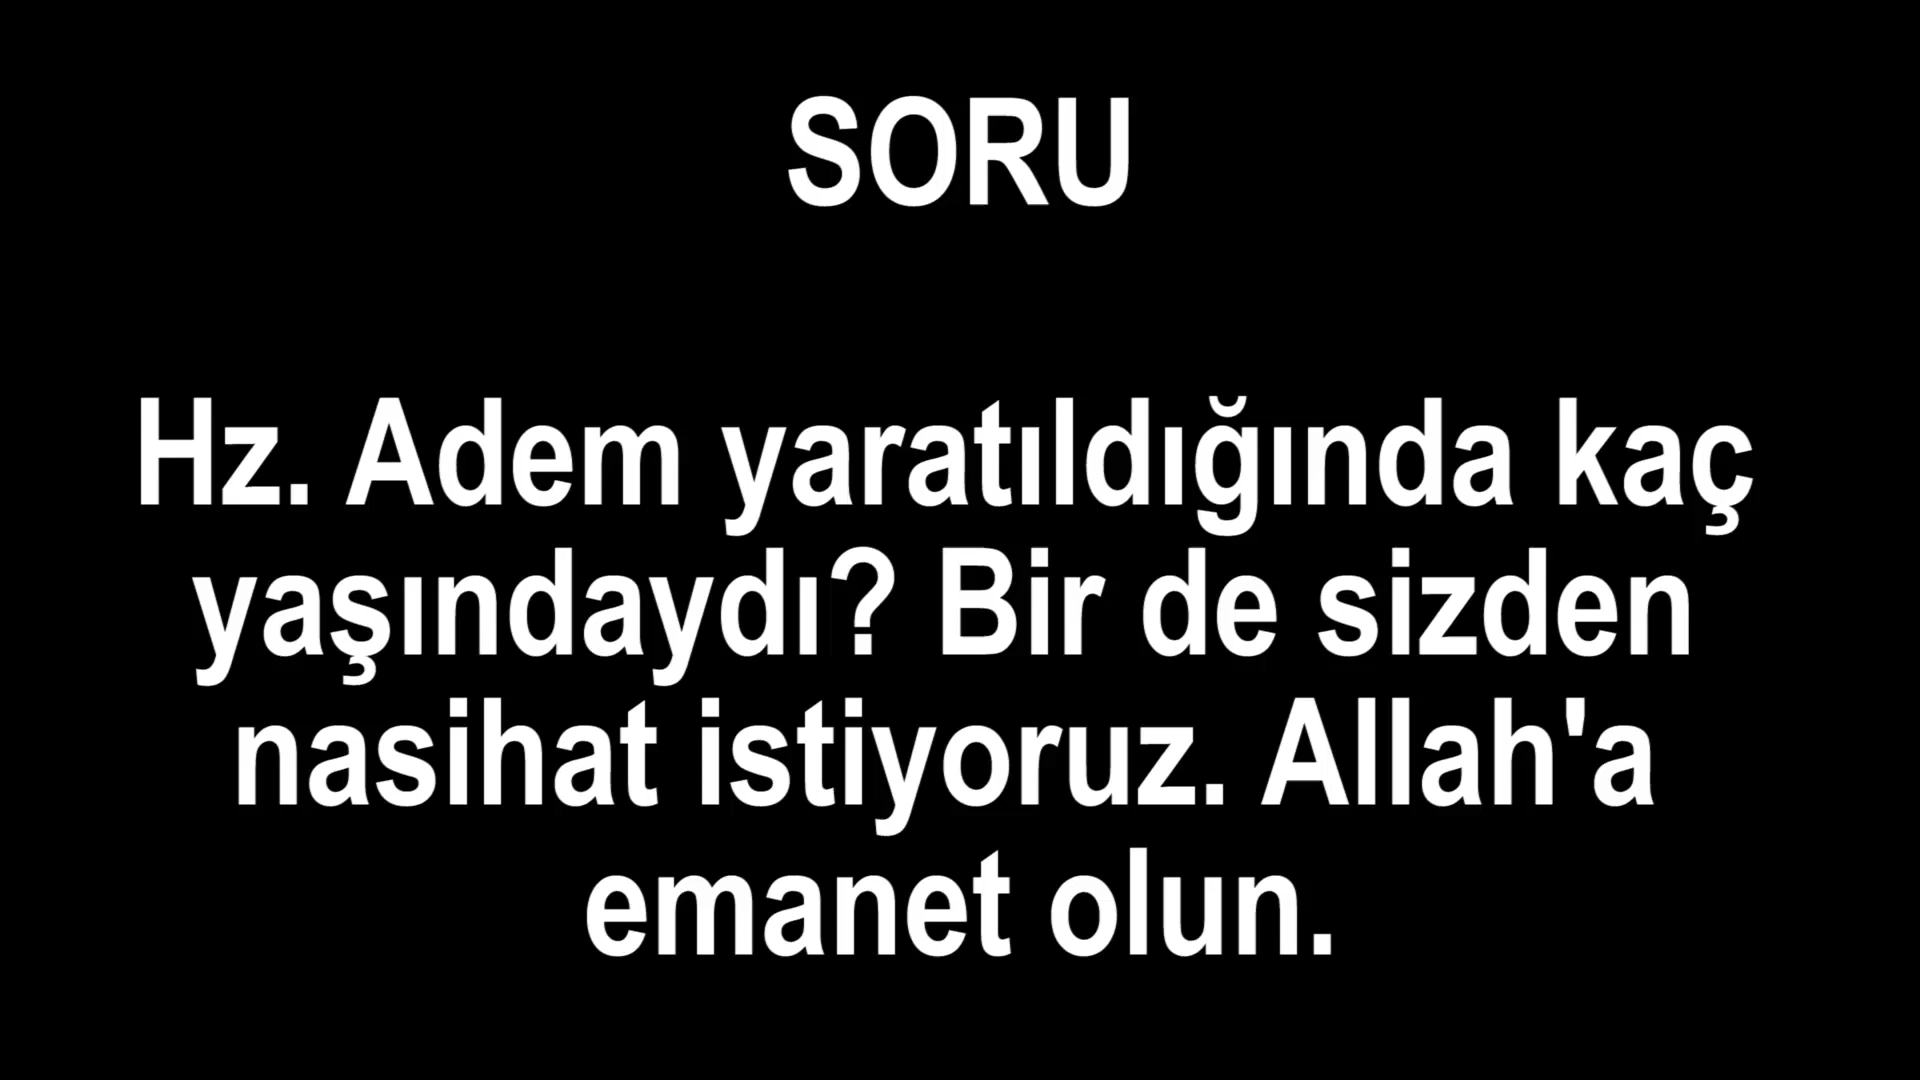 SORU
Hz. Adem yaratıldığında kaç
yaşındaydı? Bir de sizden
nasihat istiyoruz. Allah'a
emanet olun.